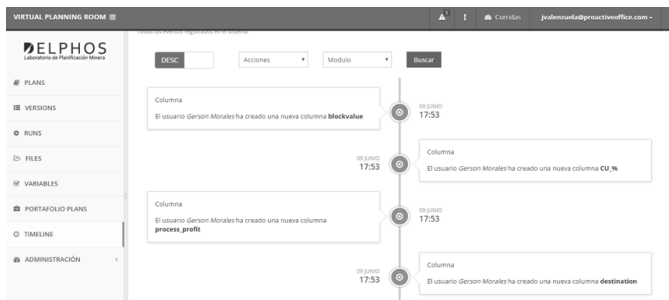 VIRTUAL PLANNING ROOM
1
Corridas
jvalenzuela@proactiveoffice.com
DELPHOS
Laboratorio de Planificación Minera
Todos los eventos registrados en el sistema
DESC
Acciones
Modulo
Buscar
PLANS
VERSIONS
RUNS
FILES
VARIABLES
PORTAFOLIO PLANS
TIMELINE
ADMINISTRACIÓN
Columna
El usuario Gerson Morales ha creado una nueva columna blockvalue
09 JUNIO
17:53
Columna
El usuario Gerson Morales ha creado una nueva columna CU_%
09 JUNIO
17:53
Columna
El usuario Gerson Morales ha creado una nueva columna
process_profit
09 JUNIO
17:53
Columna
El usuario Gerson Morales ha creado una nueva columna destination
09 JUNIO
17:53